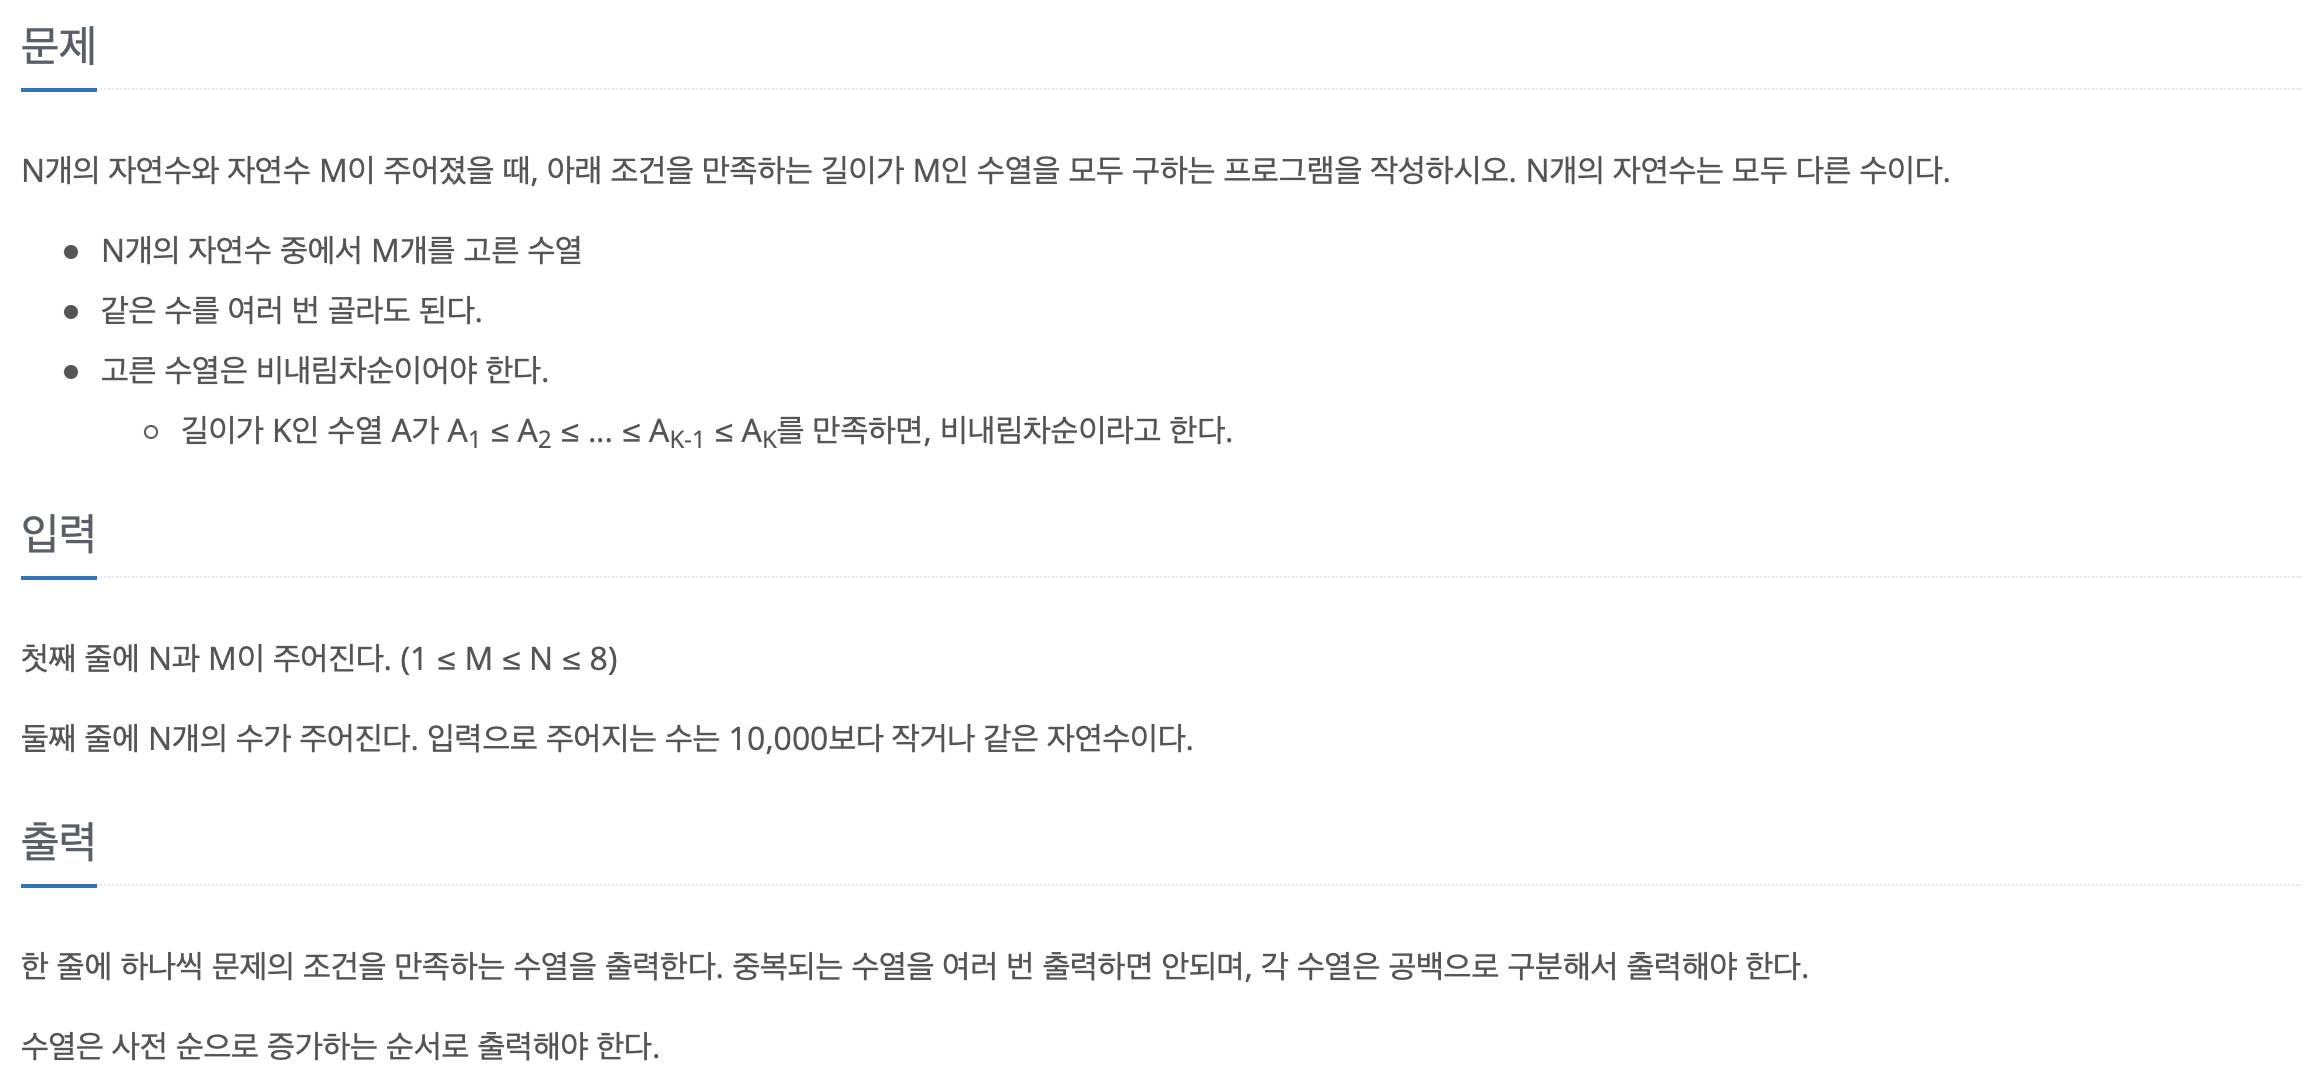 문제
N개의 자연수와 자연수 M이 주어졌을 때, 아래 조건을 만족하는 길이가 M인 수열을 모두 구하는 프로그램을 작성하시오. N개의 자연수는 모두 다른 수이다.
● N개의 자연수 중에서 M개를 고른 수열
● 같은 수를 여러 번 골라도 된다.
● 고른 수열은 비내림차순이어야 한다.
○ 길이가 K인 수열 A가 A₁ ≤ A₂ ≤ ... ≤ Aₖ₋₁ ≤ Aₖ를 만족하면, 비내림차순이라고 한다.
입력
첫째 줄에 N과 M이 주어진다. (1 ≤ M ≤ N ≤ 8)
둘째 줄에 N개의 수가 주어진다. 입력으로 주어지는 수는 10,000보다 작거나 같은 자연수이다.
출력
한 줄에 하나씩 문제의 조건을 만족하는 수열을 출력한다. 중복되는 수열을 여러 번 출력하면 안되며, 각 수열은 공백으로 구분해서 출력해야 한다.
수열은 사전 순으로 증가하는 순서로 출력해야 한다.